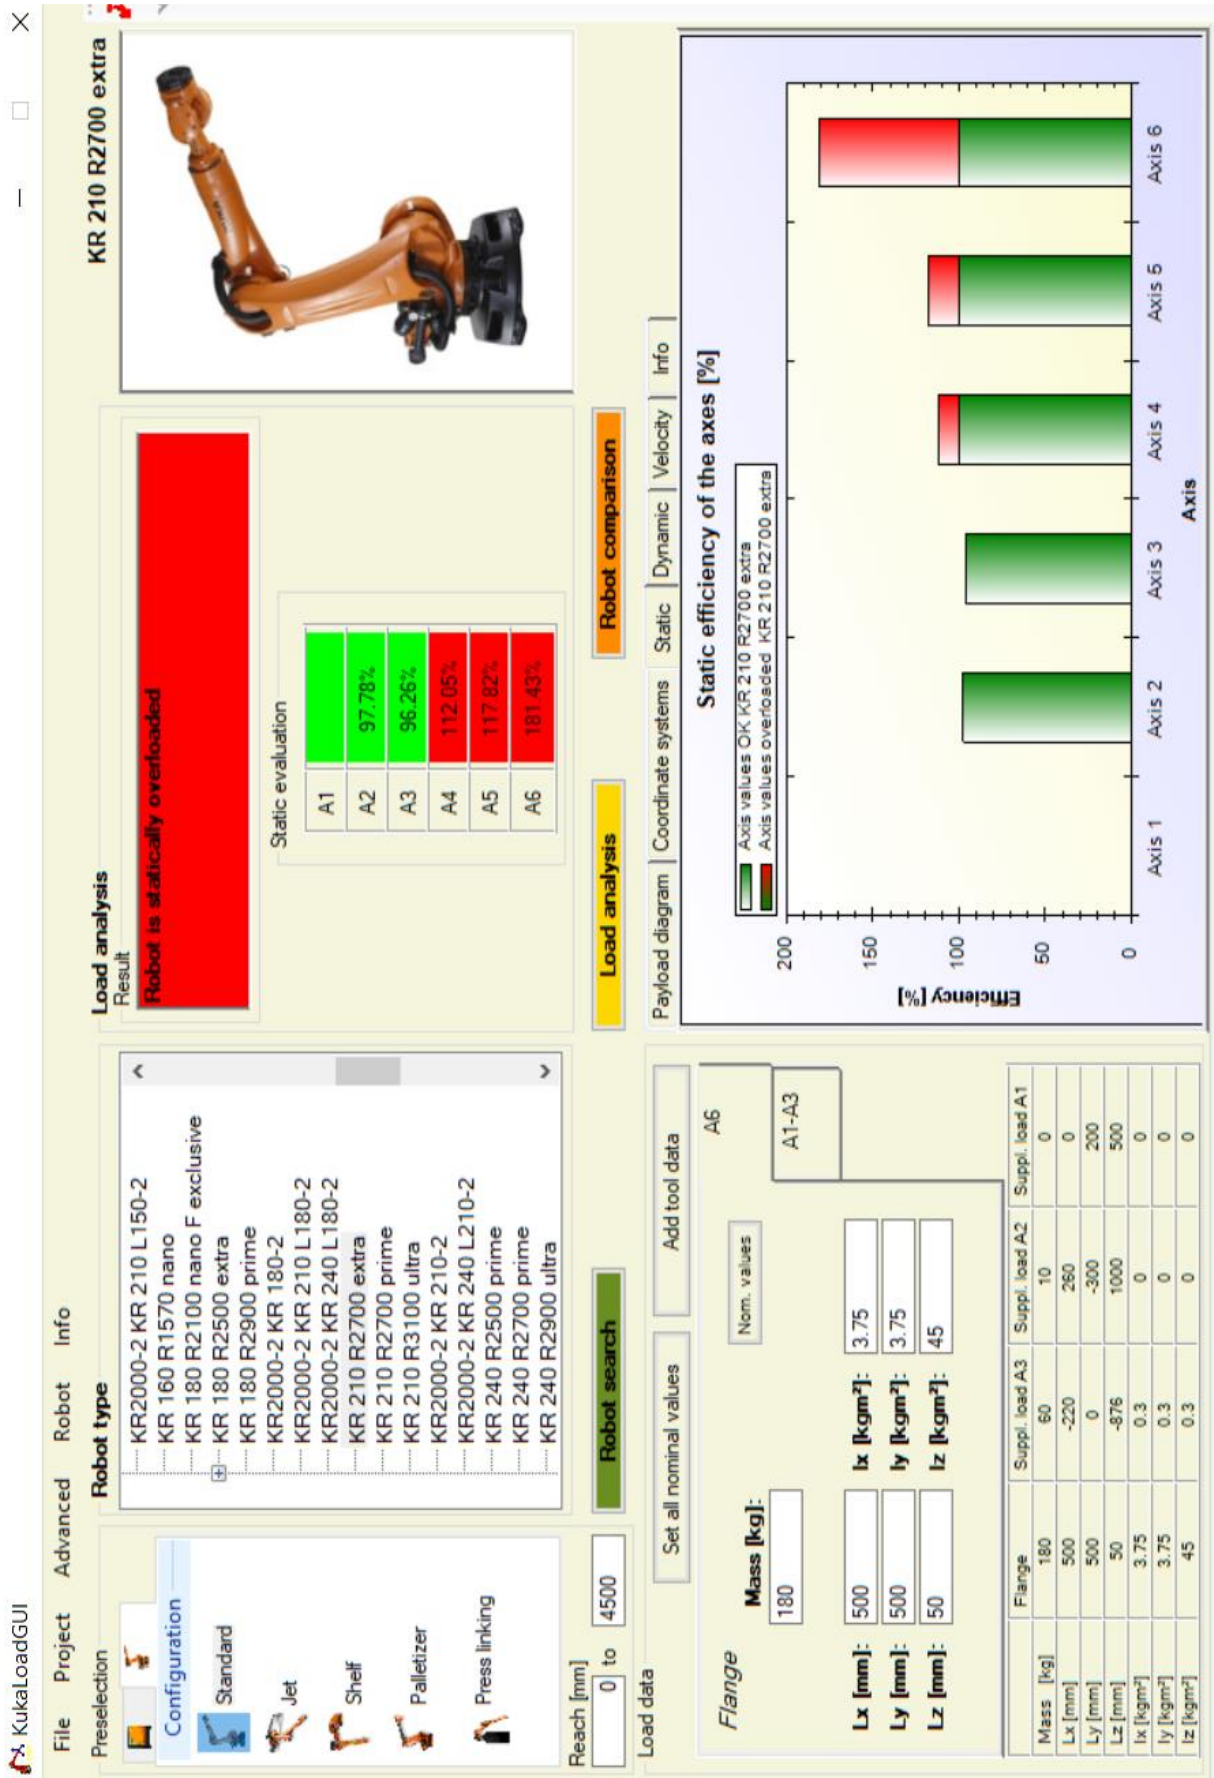 KukaLoadGUI
File Project Advanced Robot Info
Preselection
Configuration
Standard
Jet
Shelf
Palletizer
Press linking
Reach [mm]
0 to 4500
Robot type
KR2000-2 KR 210 L150-2
KR 160 R1570 nano
KR 180 R2100 nano F exclusive
KR 180 R2500 extra
KR 180 R2900 prime
KR2000-2 KR 180-2
KR2000-2 KR 210 L180-2
KR2000-2 KR 240 L180-2
KR 210 R2700 extra
KR 210 R2700 prime
KR 210 R3100 ultra
KR2000-2 KR 210-2
KR2000-2 KR 240 L210-2
KR 240 R2500 prime
KR 240 R2700 prime
KR 240 R2900 ultra
Robot search
Load analysis
Result
Robot is statically overloaded
Static evaluation
A1
A2 97.78%
A3 96.26%
A4 112.05%
A5 117.82%
A6 181.43%
Load analysis
Robot comparison
KR 210 R2700 extra
Load data
Set all nominal values
Add tool data
Flange
Mass [kg]:
180
Nom. values
A6
A1-A3
Lx [mm]: 500 Ix [kgm²]: 3.75
Ly [mm]: 500 Iy [kgm²]: 3.75
Lz [mm]: 50 Iz [kgm²]: 45
Flange Suppl. load A3 Suppl. load A2 Suppl. load A1
Mass [kg] 180 60 10 0
Lx [mm] 500 -220 260 0
Ly [mm] 500 0 -300 200
Lz [mm] 50 -876 1000 500
Ix [kgm²] 3.75 0.3 0 0
Iy [kgm²] 3.75 0.3 0 0
Iz [kgm²] 45 0.3 0 0
Payload diagram Coordinate systems Static Dynamic Velocity Info
Static efficiency of the axes [%]
Axis values OK KR 210 R2700 extra
Axis values overloaded KR 210 R2700 extra
Efficiency [%]
200
150
100
50
0
Axis 1 Axis 2 Axis 3 Axis 4 Axis 5 Axis 6
Axis